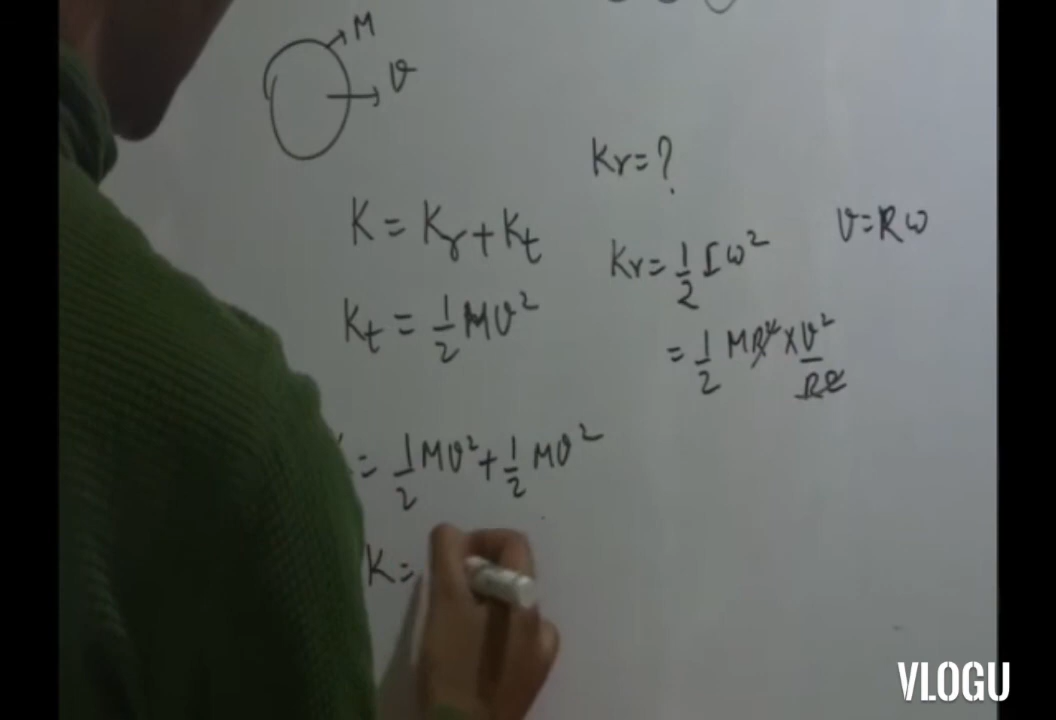 M
v
Kr=?
K = Kr + Kt
Kr = 1/2 Iω²
v=Rω
Kt = 1/2 Mv²
= 1/2 MR² × v²/R²
= 1/2 Mv² + 1/2 Mv²
K=
VLOGU